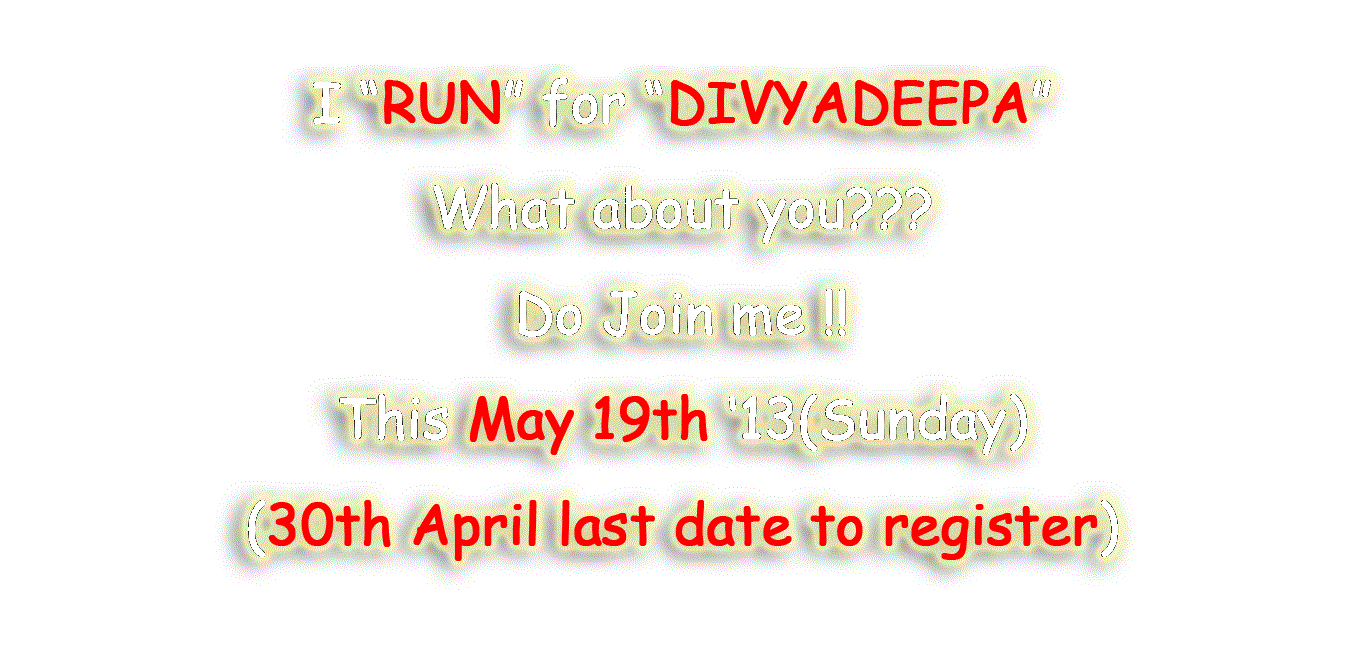 I “RUN” for “DIVYADEEPA”
What about you???
Do Join me !!
This May 19th ‘13(Sunday)
(30th April last date to register)